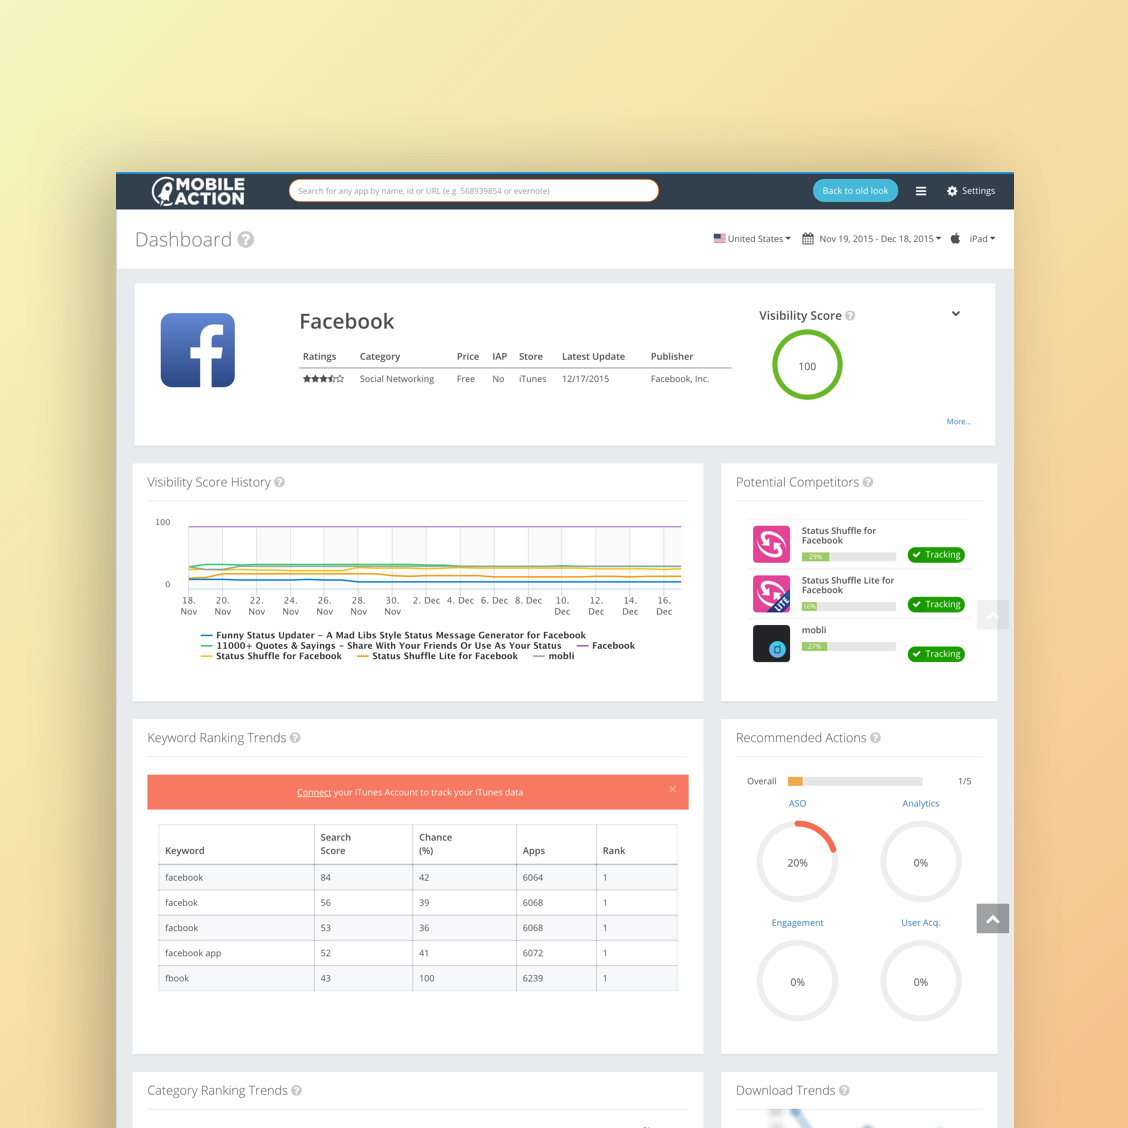 MOBILE
ACTION
Search for any app by name, id or URL (e.g. 568939854 or evernote)
Back to old look
Settings
Dashboard ?
United States
Nov 19, 2015 - Dec 18, 2015
iPad
f
Facebook
Ratings Category Price IAP Store Latest Update Publisher
Social Networking Free No iTunes 12/17/2015 Facebook, Inc.
Visibility Score ?
100
More...
Visibility Score History ?
100
0
18. Nov 20. Nov 22. Nov 24. Nov 26. Nov 28. Nov 30. Nov 2. Dec 4. Dec 6. Dec 8. Dec 10. Dec 12. Dec 14. Dec 16. Dec
Funny Status Updater – A Mad Libs Style Status Message Generator for Facebook
11000+ Quotes & Sayings – Share With Your Friends Or Use As Your Status Facebook
Status Shuffle for Facebook Status Shuffle Lite for Facebook mobli
Potential Competitors ?
Status Shuffle for
Facebook
29%
Tracking
LITE
Status Shuffle Lite for
Facebook
16%
Tracking
mobli
27%
Tracking
Keyword Ranking Trends ?
Connect your iTunes Account to track your iTunes data ×
Keyword Search Score Chance (%) Apps Rank
facebook 84 42 6064 1
facebok 56 39 6068 1
facbook 53 36 6068 1
facebook app 52 41 6072 1
fbook 43 100 6239 1
Recommended Actions ?
Overall 1/5
ASO Analytics
20% 0%
Engagement User Acq.
0% 0%
Category Ranking Trends ?
Download Trends ?